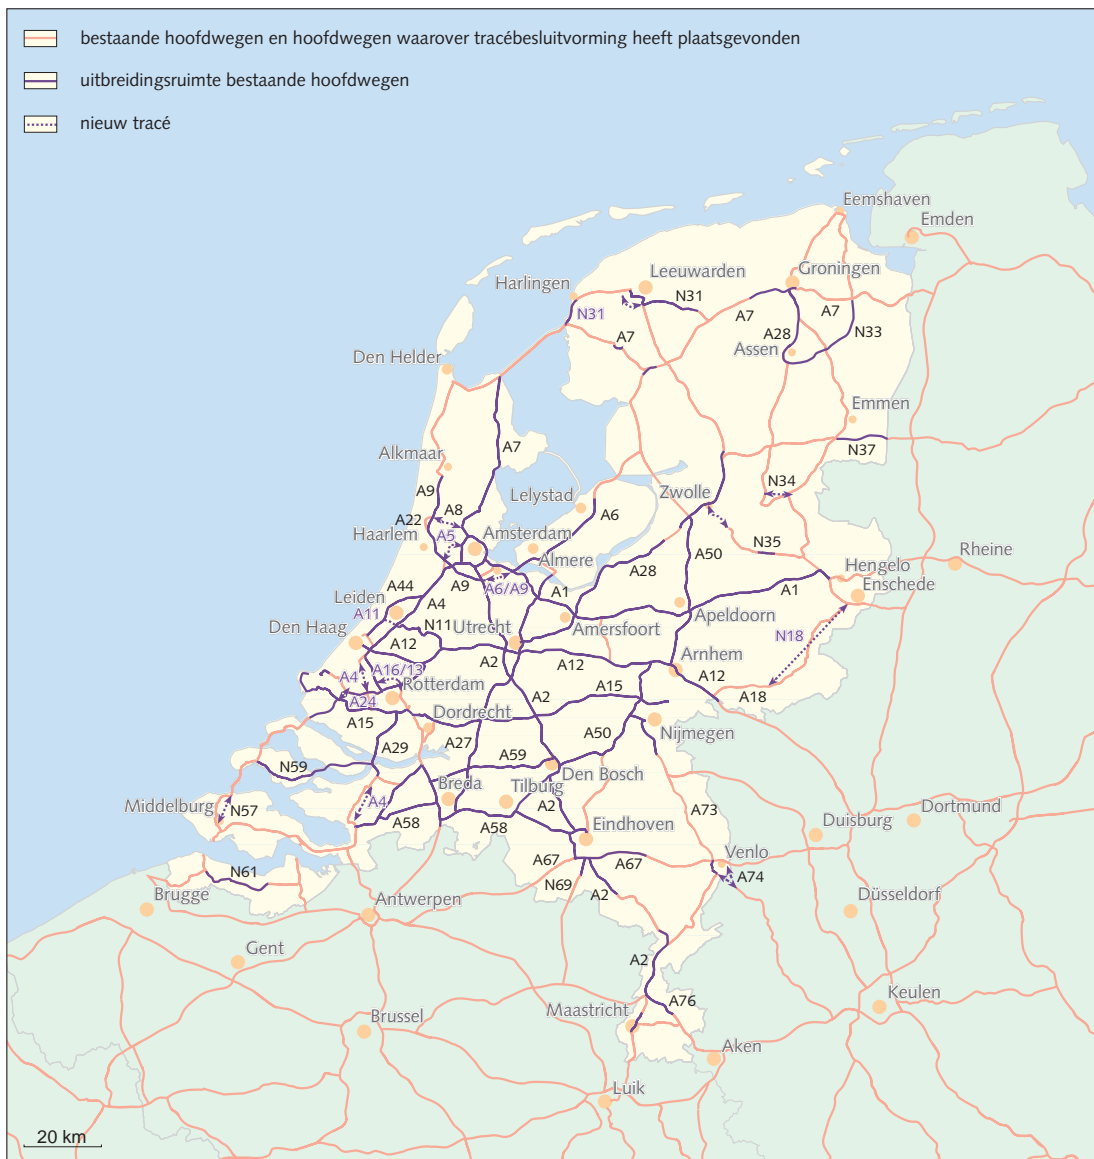 bestaande hoofdwegen en hoofdwegen waarover tracébesluitvorming heeft plaatsgevonden
uitbreidingsruimte bestaande hoofdwegen
nieuw tracé
Eemshaven
Emden
Groningen
Leeuwarden
Harlingen
N31
N31
A7
A7
N33
A28
A7
Assen
Den Helder
Emmen
A7
N37
Alkmaar
N34
Lelystad
Zwolle
A9
A8
A6
A22
Haarlem
A5
Amsterdam
N35
A50
Rheine
Almere
Hengelo
A28
Enschede
A44
A9
A6/A9
A1
A1
Leiden
A4
A11
Apeldoorn
N11
Utrecht
Amersfoort
Den Haag
N18
A12
Arnhem
A2
A12
A16/13
A4
A12
A15
Rotterdam
A2
A18
A24
Dordrecht
A15
Nijmegen
A50
A29
A27
A59
N59
Den Bosch
Breda
Tilburg
Middelburg
N57
A4
A2
A73
Dortmund
Duisburg
A58
A58
Eindhoven
Venlo
A67
A67
N61
A74
N69
Brugge
A2
Düsseldorf
Antwerpen
Gent
A2
Keulen
A76
Maastricht
Brussel
Aken
Luik
20 km